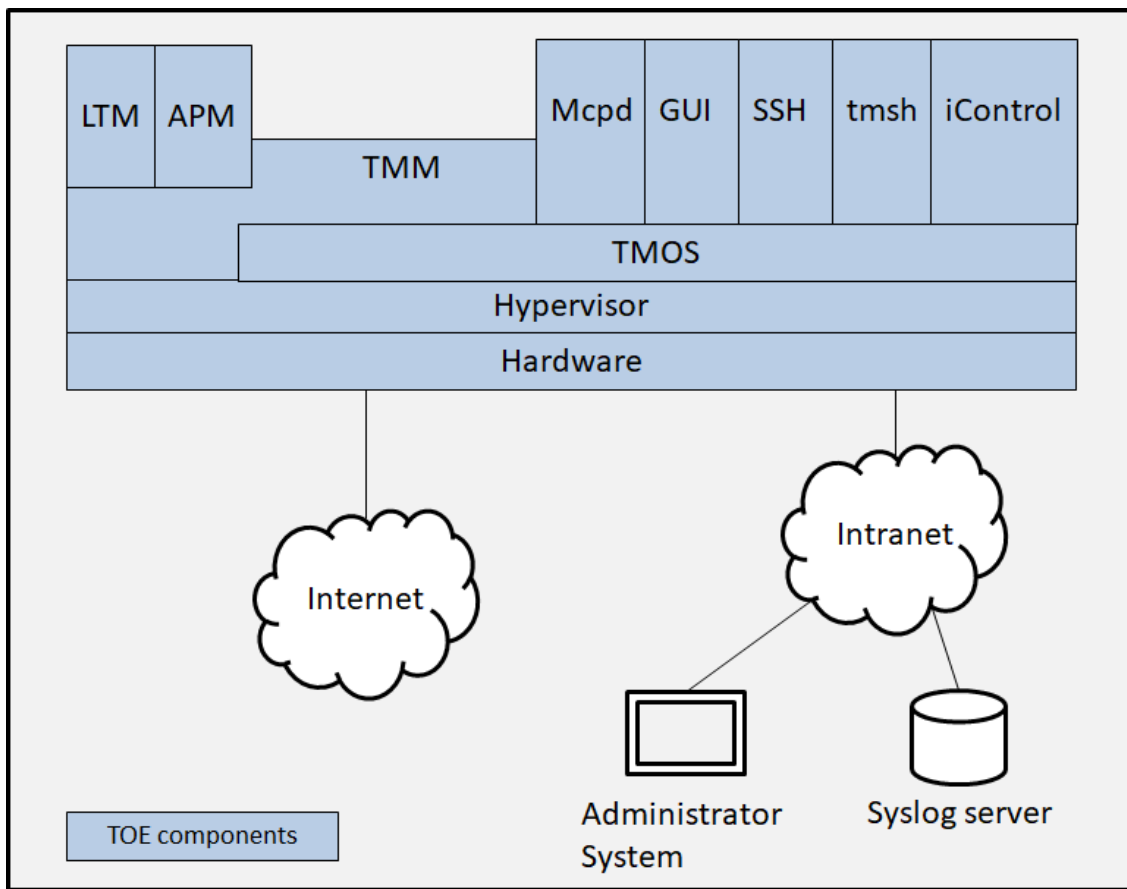 LTM
APM
TMM
Mcpd
GUI
SSH
tmsh
iControl
TMOS
Hypervisor
Hardware
Internet
Intranet
Administrator
System
Syslog server
TOE components